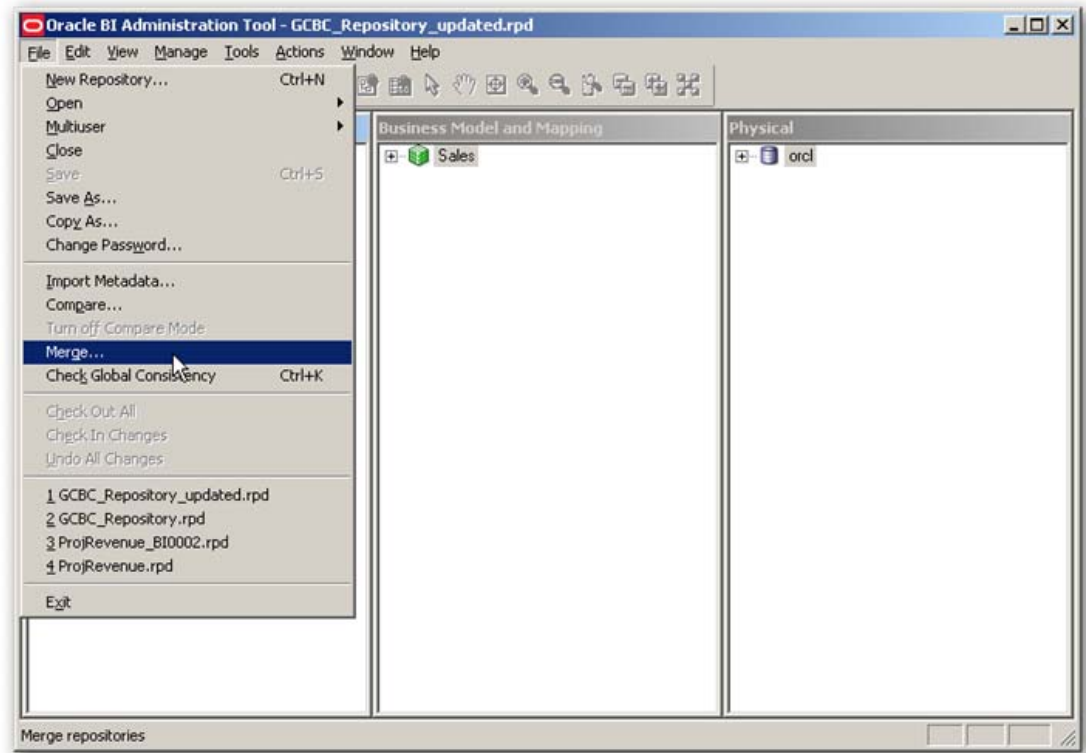 Oracle BI Administration Tool - GCBC_Repository_updated.rpd
File Edit View Manage Tools Actions Window Help
New Repository... Ctrl+N
Open
Multiuser
Close
Save Ctrl+S
Save As...
Copy As...
Change Password...
Import Metadata...
Compare...
Turn off Compare Mode
Merge...
Check Global Consistency Ctrl+K
Check Out All
Check In Changes
Undo All Changes
1 GCBC_Repository_updated.rpd
2 GCBC_Repository.rpd
3 ProjRevenue_BI0002.rpd
4 ProjRevenue.rpd
Exit
Business Model and Mapping
Sales
Physical
orcl
Merge repositories